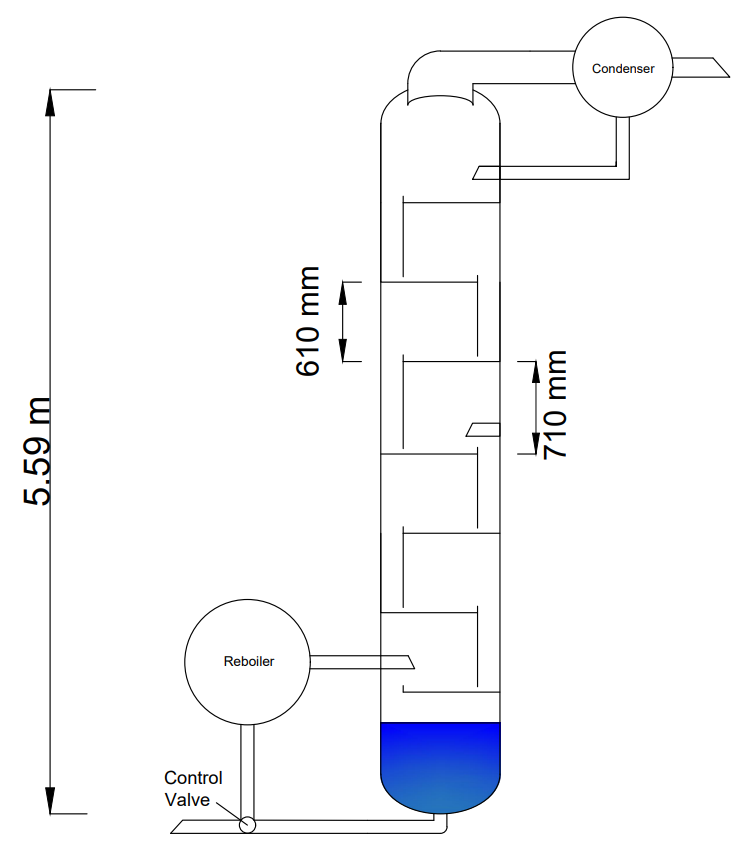 Condenser
610 mm
710 mm
5.59 m
Reboiler
Control
Valve